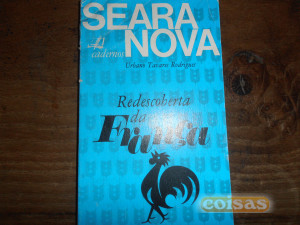 SEARA
NOVA
cadernos
Urbano Tavares Rodrigues
Redescoberta
da
França
coisas